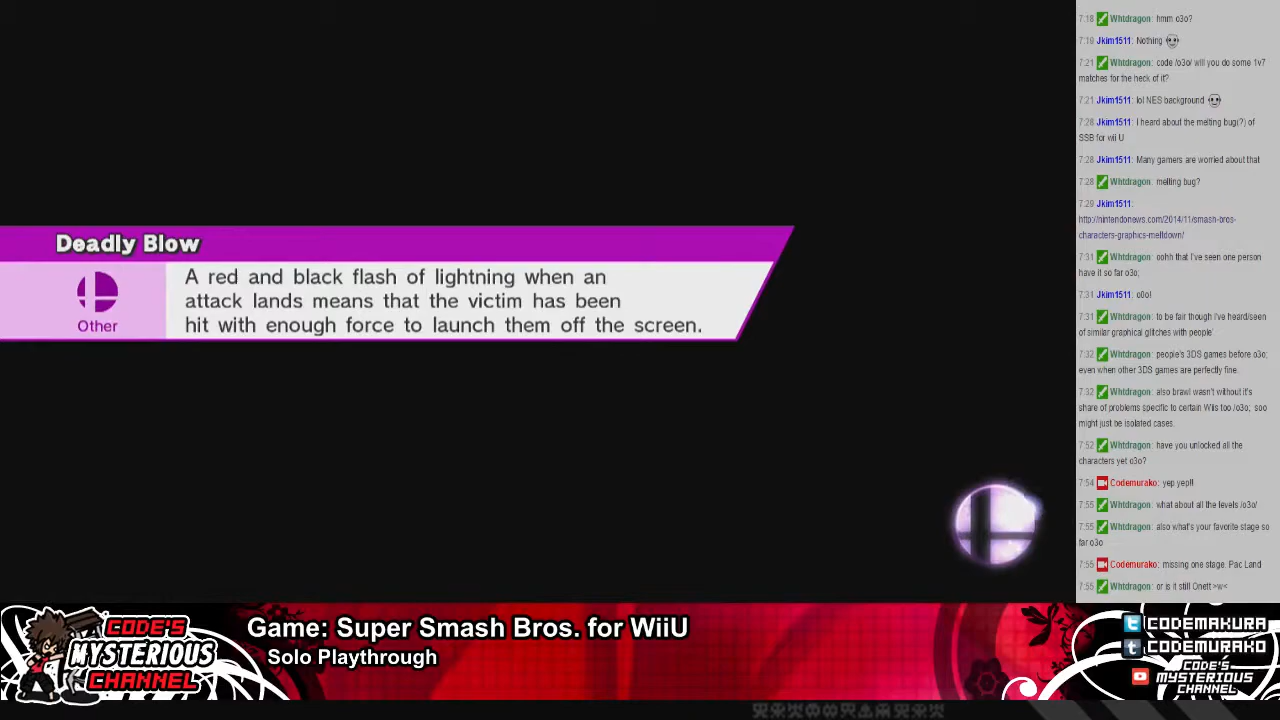 Deadly Blow
Other
A red and black flash of lightning when an
attack lands means that the victim has been
hit with enough force to launch them off the screen.
7:18 Whtdragon: hmm o3o?
7:19 Jkim1511: Nothing
7:21 Whtdragon: code /o3o/ will you do some 1v7
matches for the heck of it?
7:21 Jkim1511: lol NES background
7:28 Jkim1511: I heard about the melting bug(?) of
SSB for wii U
7:28 Jkim1511: Many gamers are worried about that
7:28 Whtdragon: melting bug?
7:29 Jkim1511:
http://nintendonews.com/2014/11/smash-bros-
characters-graphics-meltdown/
7:31 Whtdragon: oohh that I've seen one person
have it so far o3o;
7:31 Jkim1511: o0o!
7:31 Whtdragon: to be fair though I've heard/seen
of similar graphical glitches with people'
7:32 Whtdragon: people's 3DS games before o3o;
even when other 3DS games are perfectly fine.
7:32 Whtdragon: also brawl wasn't without it's
share of problems specific to certain Wiis too /o3o; soo
might just be isolated cases.
7:52 Whtdragon: have you unlocked all the
characters yet o3o?
7:54 Codemurako: yep yep!!
7:55 Whtdragon: what about all the levels /o3o/
7:55 Whtdragon: also what's your favorite stage so
far o3o
7:55 Codemurako: missing one stage. Pac Land
7:55 Whtdragon: or is it still Onett >w<
CODE'S
MYSTERIOUS
CHANNEL
Game: Super Smash Bros. for WiiU
Solo Playthrough
CODEMAKURA
CODEMURAKO
CODE'S
MYSTERIOUS
CHANNEL